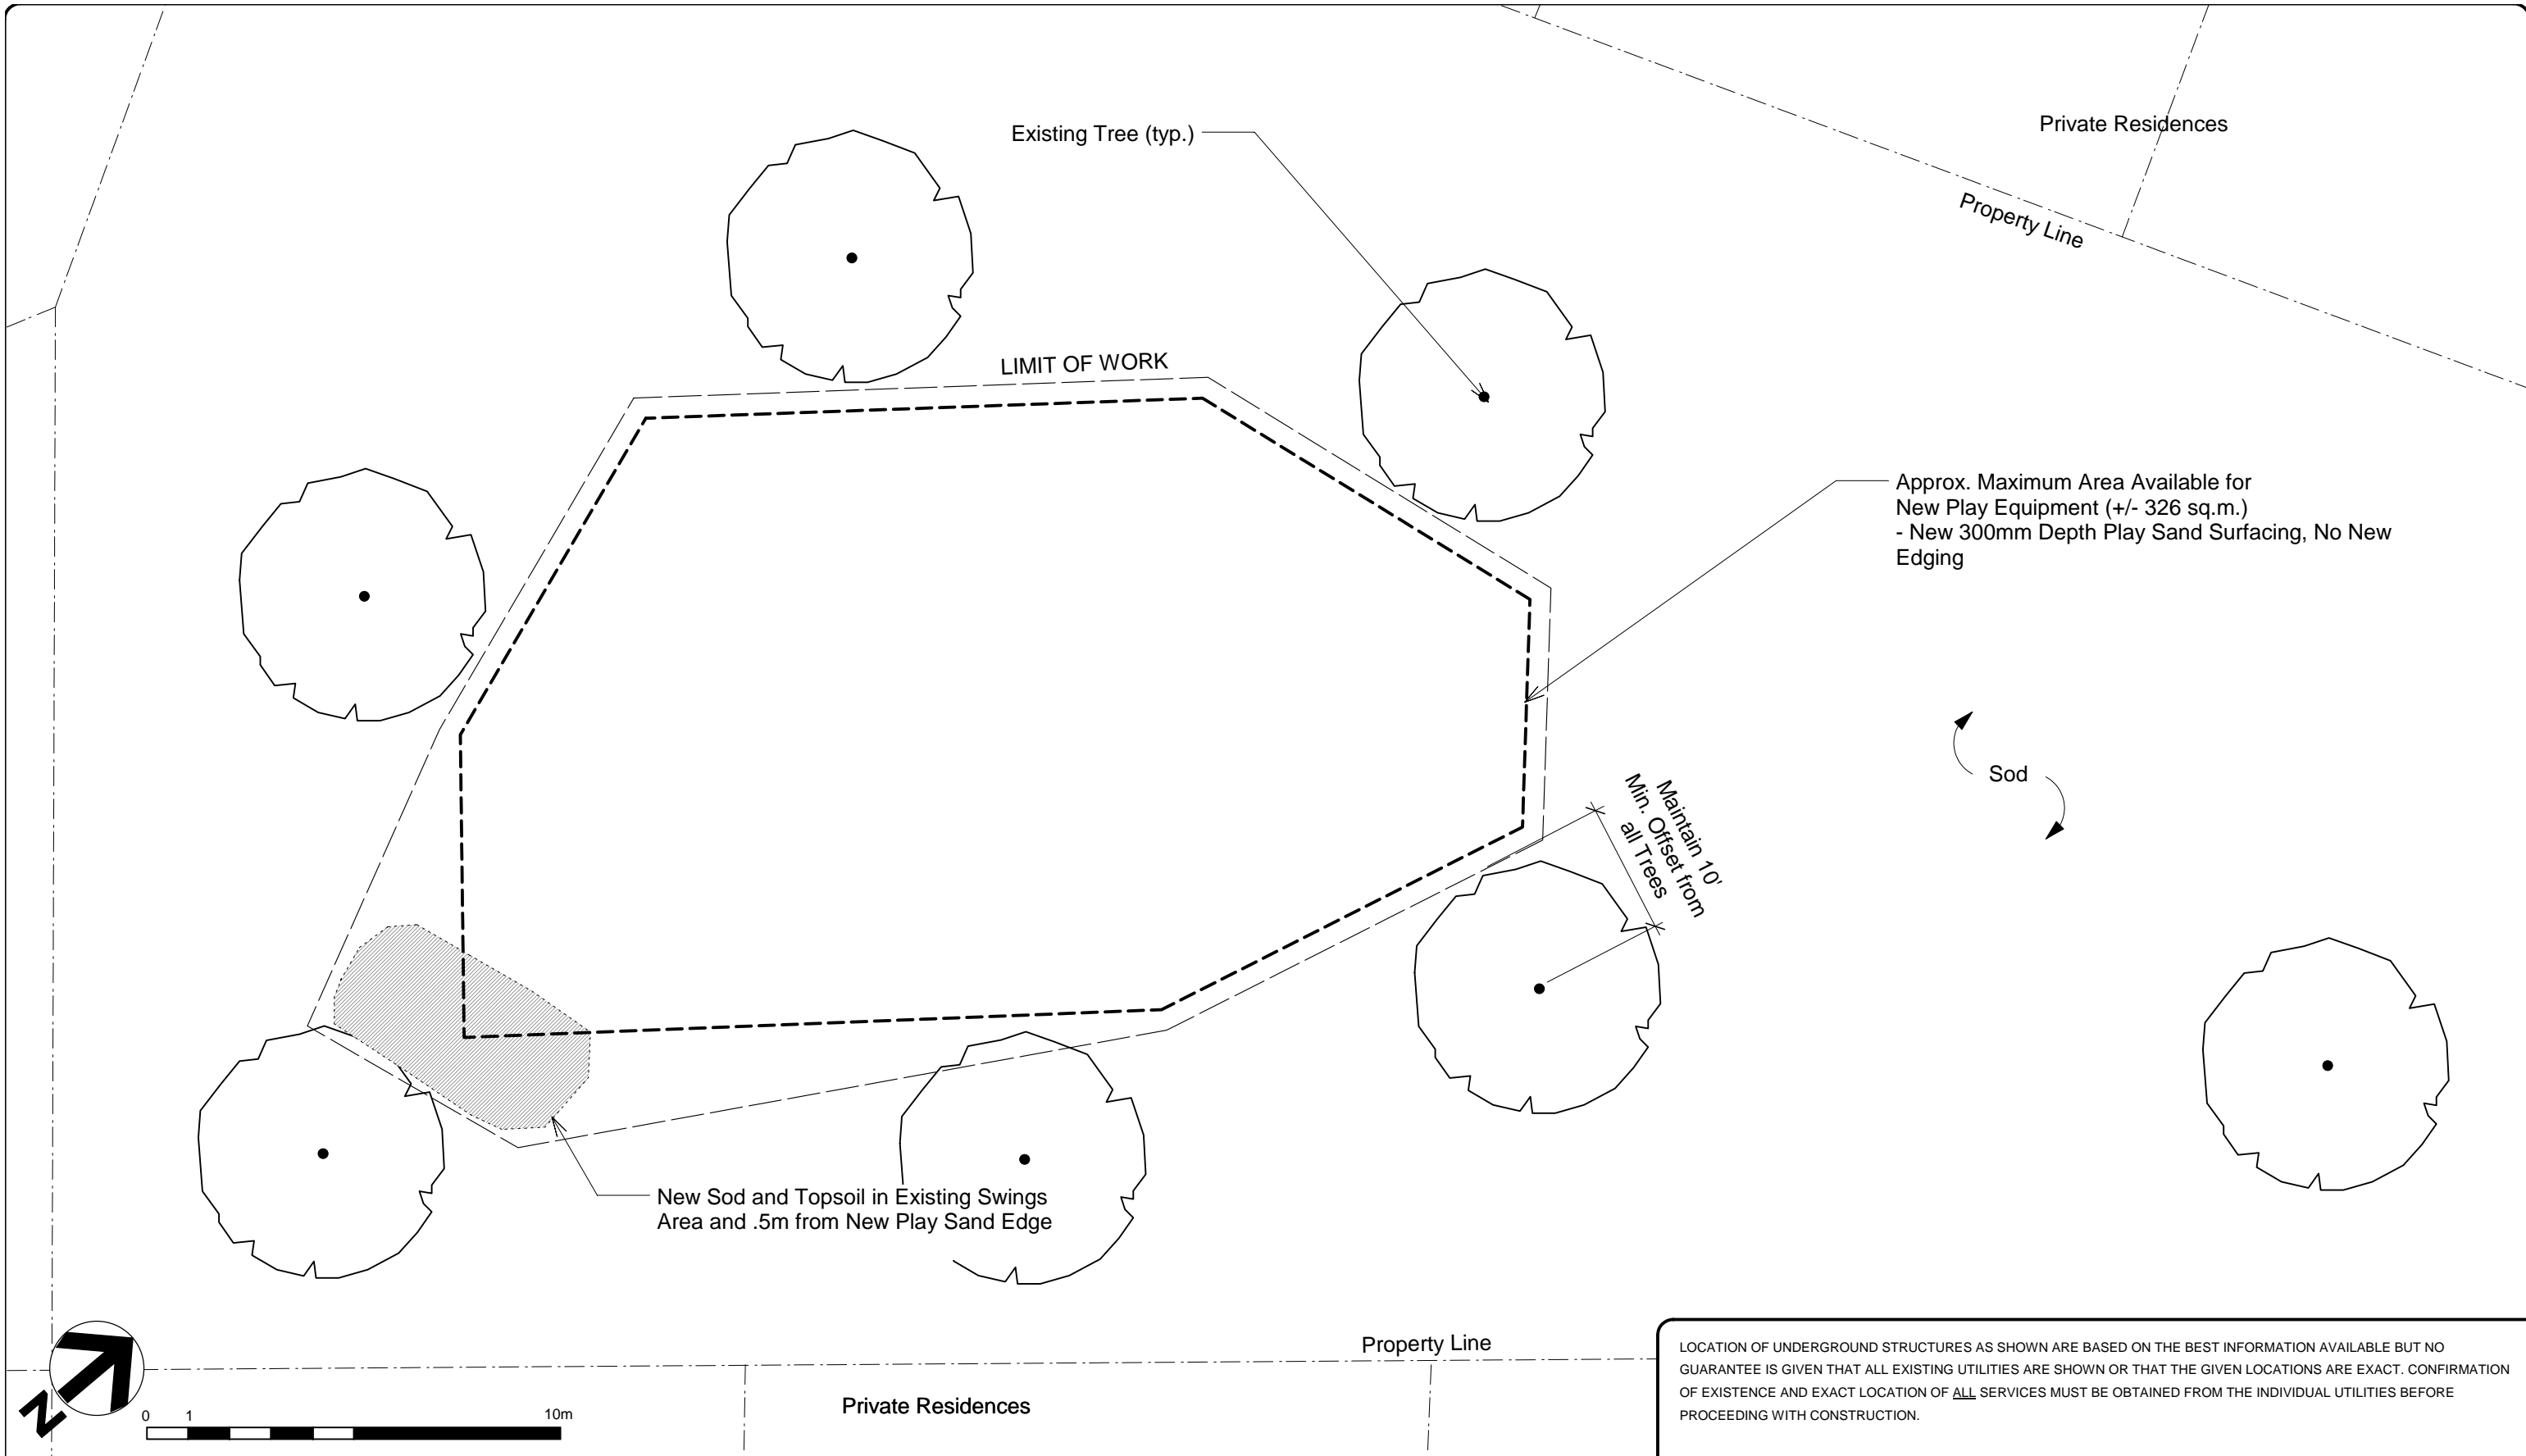 Existing Tree (typ.)
Private Residences
Property Line
LIMIT OF WORK
Approx. Maximum Area Available for
New Play Equipment (+/- 326 sq.m.)
- New 300mm Depth Play Sand Surfacing, No New
Edging
Sod
Maintain 10'
Min. Offset from
all Trees
New Sod and Topsoil in Existing Swings
Area and .5m from New Play Sand Edge
Property Line
Private Residences
N
0 1 10m
LOCATION OF UNDERGROUND STRUCTURES AS SHOWN ARE BASED ON THE BEST INFORMATION AVAILABLE BUT NO
GUARANTEE IS GIVEN THAT ALL EXISTING UTILITIES ARE SHOWN OR THAT THE GIVEN LOCATIONS ARE EXACT. CONFIRMATION
OF EXISTENCE AND EXACT LOCATION OF ALL SERVICES MUST BE OBTAINED FROM THE INDIVIDUAL UTILITIES BEFORE
PROCEEDING WITH CONSTRUCTION.